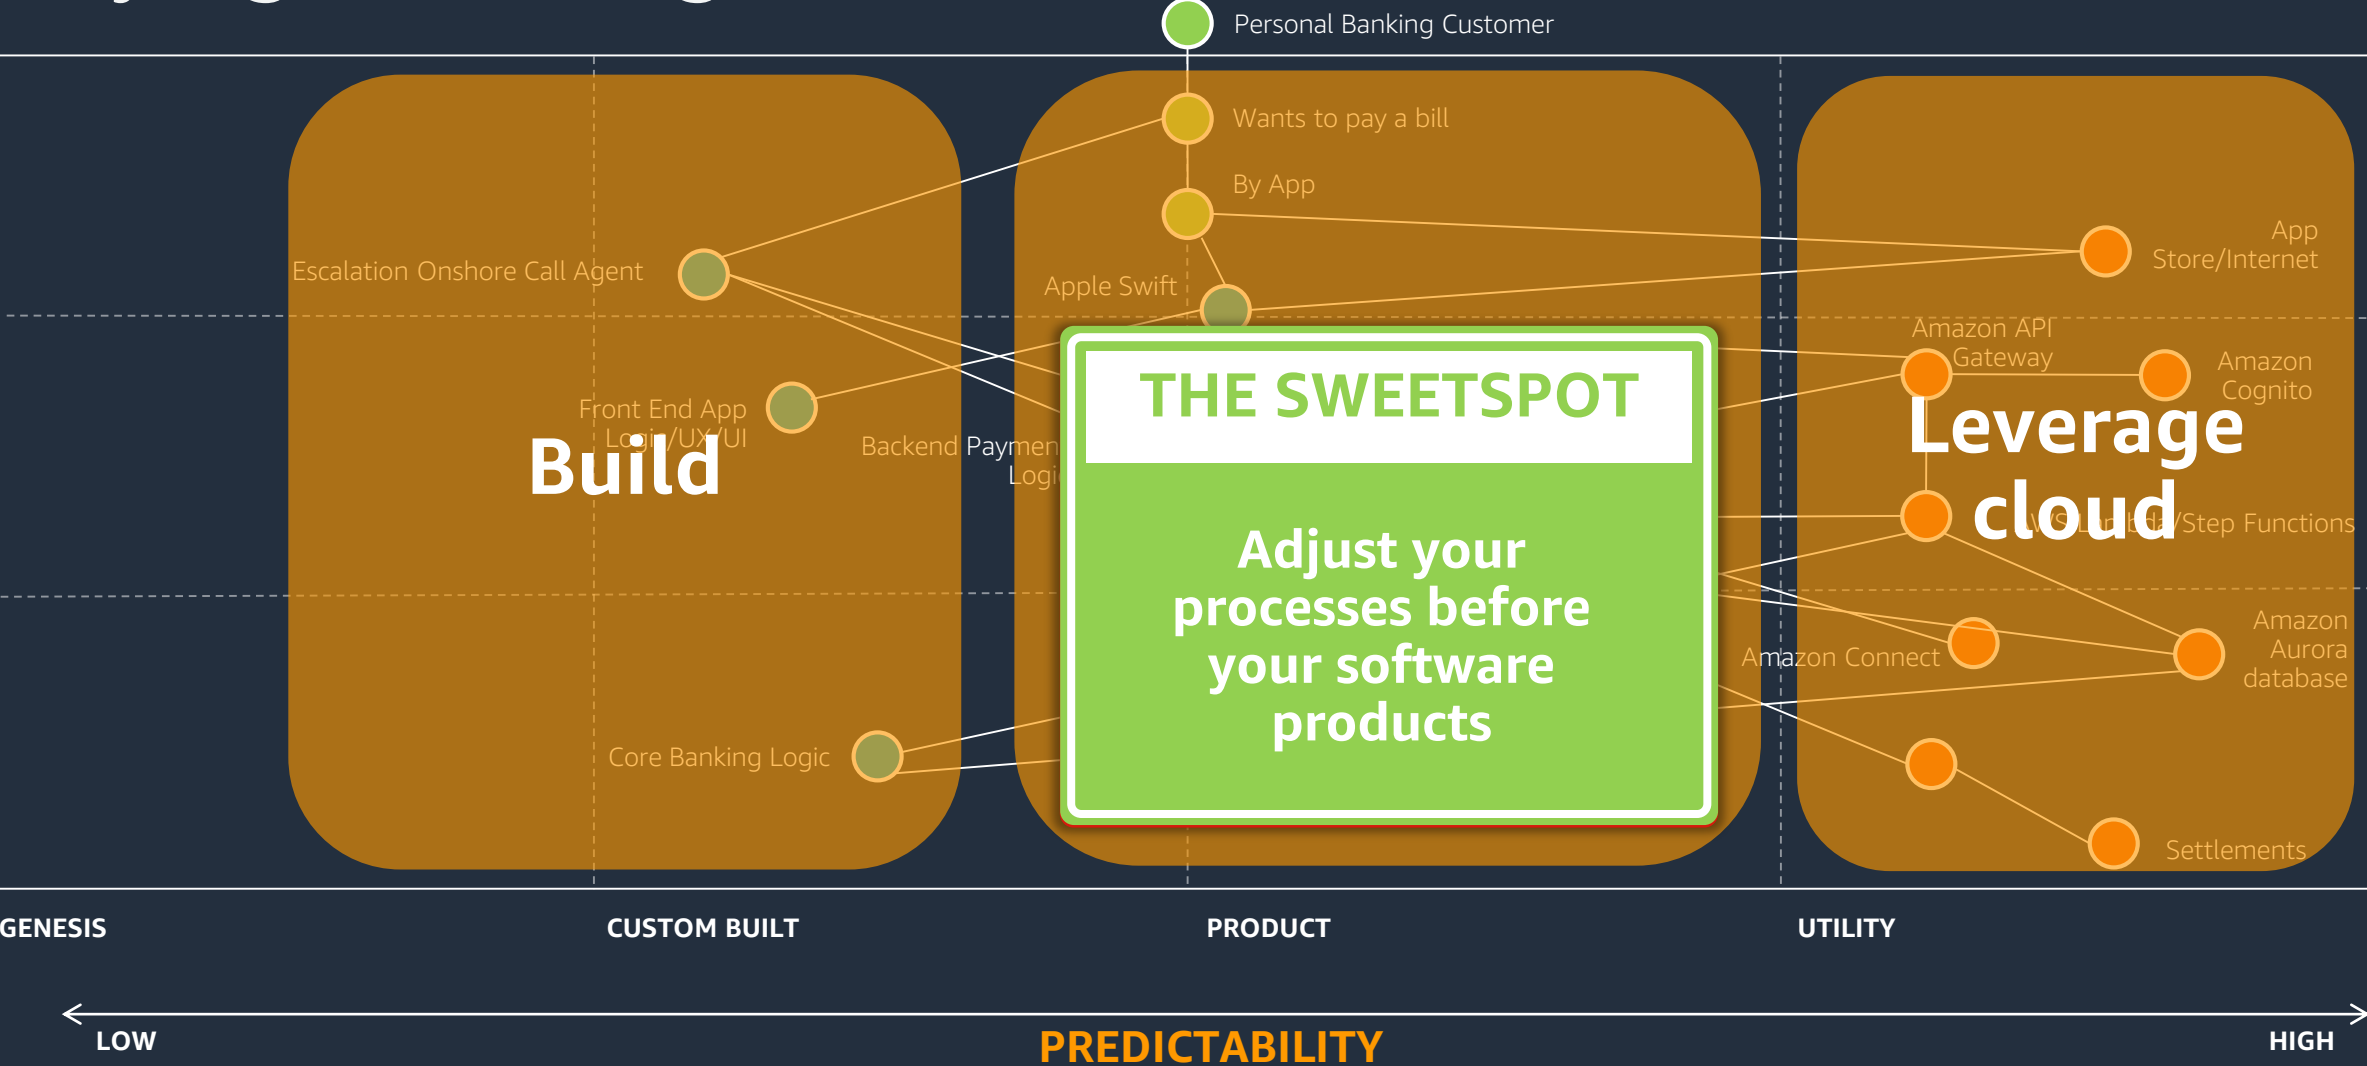 Personal Banking Customer
Wants to pay a bill
By App
App
Store/Internet
Escalation Onshore Call Agent
Apple Swift
Amazon API
Gateway
Amazon
Cognito
THE SWEETSPOT
Front End App
Logic/UX/UI
Build
Backend Paymen
Logic
Leverage
cloud
AWS Lambda/Step Functions
Adjust your
processes before
your software
products
Amazon Connect
Amazon
Aurora
database
Core Banking Logic
Settlements
GENESIS
CUSTOM BUILT
PRODUCT
UTILITY
LOW
PREDICTABILITY
HIGH